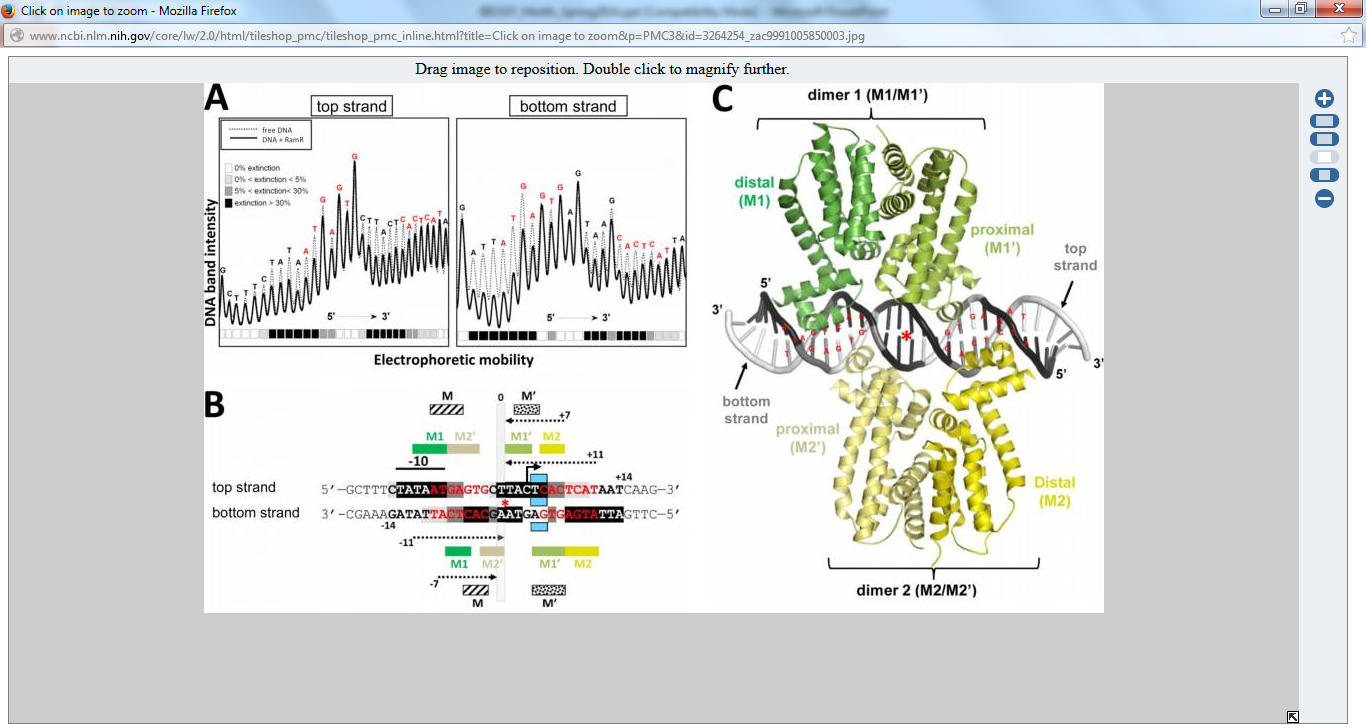 Click on image to zoom - Mozilla Firefox
www.ncbi.nlm.nih.gov/core/lw/2.0/html/tileshop_pmc/tileshop_pmc_inline.html?title=Click on image to zoom&p=PMC3&id=3264254_zac9991005850003.jpg
Drag image to reposition. Double click to magnify further.
A
top strand
bottom strand
free DNA
DNA + RamR
0% extinction
0% < extinction < 5%
5% < extinction< 30%
extinction > 30%
DNA band intensity
G C T T T C T A T A A T G A G T G C T T A C T C A C T C A T A
G A T T A T G A G T G A G T A A G C A C T C A T T A
5' 3'
5' 3'
Electrophoretic mobility
B
M 0 M'
+7
M1 M2' M1' M2
-10 +11
+14
top strand 5'–GCTTTCTATAATGAGTGCTTACTCACTCATAATCAAG–3'
*
bottom strand 3'–CGAAAGATATTACTCACGAATGAGTGAGTATTAGTTC–5'
-14
-11
M1 M2' M1' M2
-7
M M'
C
dimer 1 (M1/M1')
distal
(M1)
proximal
(M1')
top
strand
5'
3'
*
3'
5'
bottom
strand
proximal
(M2')
Distal
(M2)
dimer 2 (M2/M2')